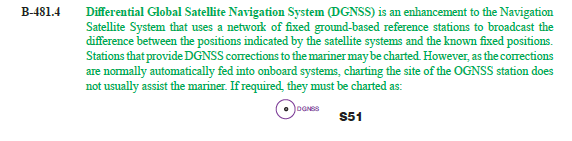 B-481.4 Differential Global Satellite Navigation System (DGNSS) is an enhancement to the Navigation
Satellite System that uses a network of fixed ground-based reference stations to broadcast the
difference between the positions indicated by the satellite systems and the known fixed positions.
Stations that provide DGNSS corrections to the mariner may be charted. However, as the corrections
are normally automatically fed into onboard systems, charting the site of the OGNSS station does
not usually assist the mariner. If required, they must be charted as:
DGNSS
S51